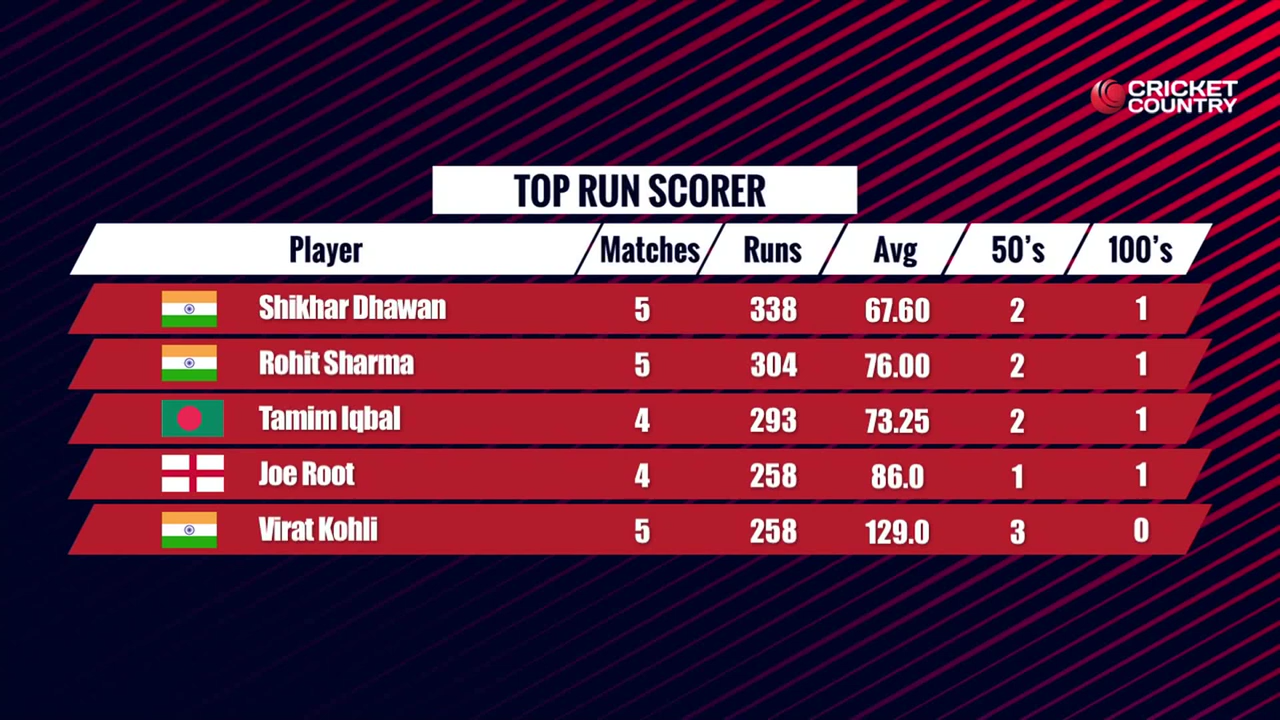 CRICKET
COUNTRY
TOP RUN SCORER
Player Matches Runs Avg 50's 100's
Shikhar Dhawan 5 338 67.60 2 1
Rohit Sharma 5 304 76.00 2 1
Tamim Iqbal 4 293 73.25 2 1
Joe Root 4 258 86.0 1 1
Virat Kohli 5 258 129.0 3 0